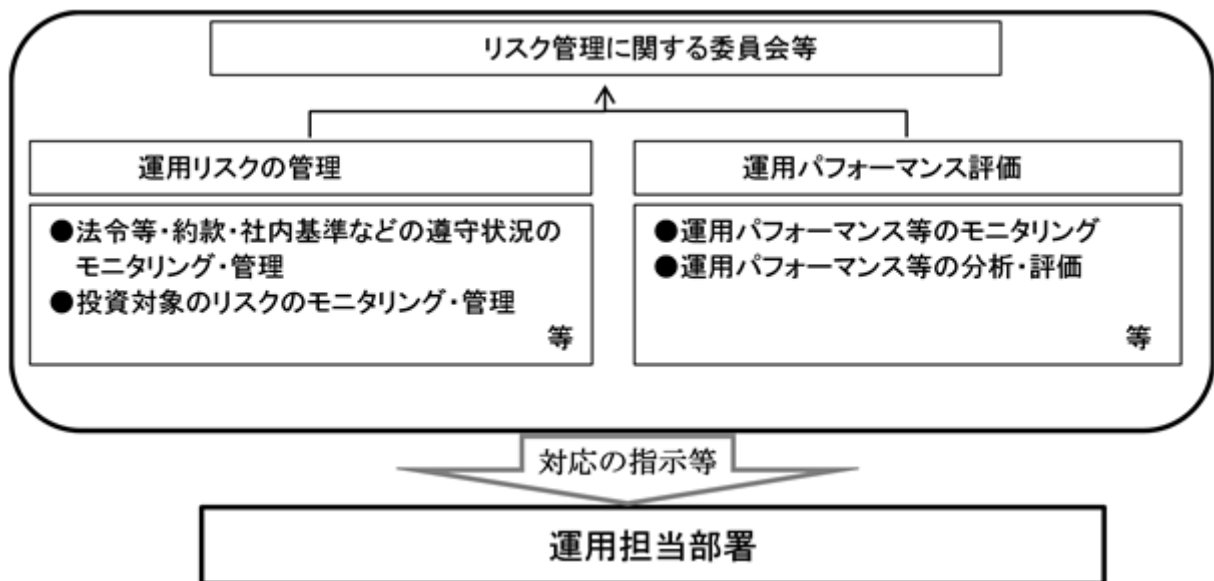 リスク管理に関する委員会等
運用リスクの管理
●法令等・約款・社内基準などの遵守状況の
モニタリング・管理
●投資対象のリスクのモニタリング・管理
等
運用パフォーマンス評価
●運用パフォーマンス等のモニタリング
●運用パフォーマンス等の分析・評価
等
対応の指示等
運用担当部署